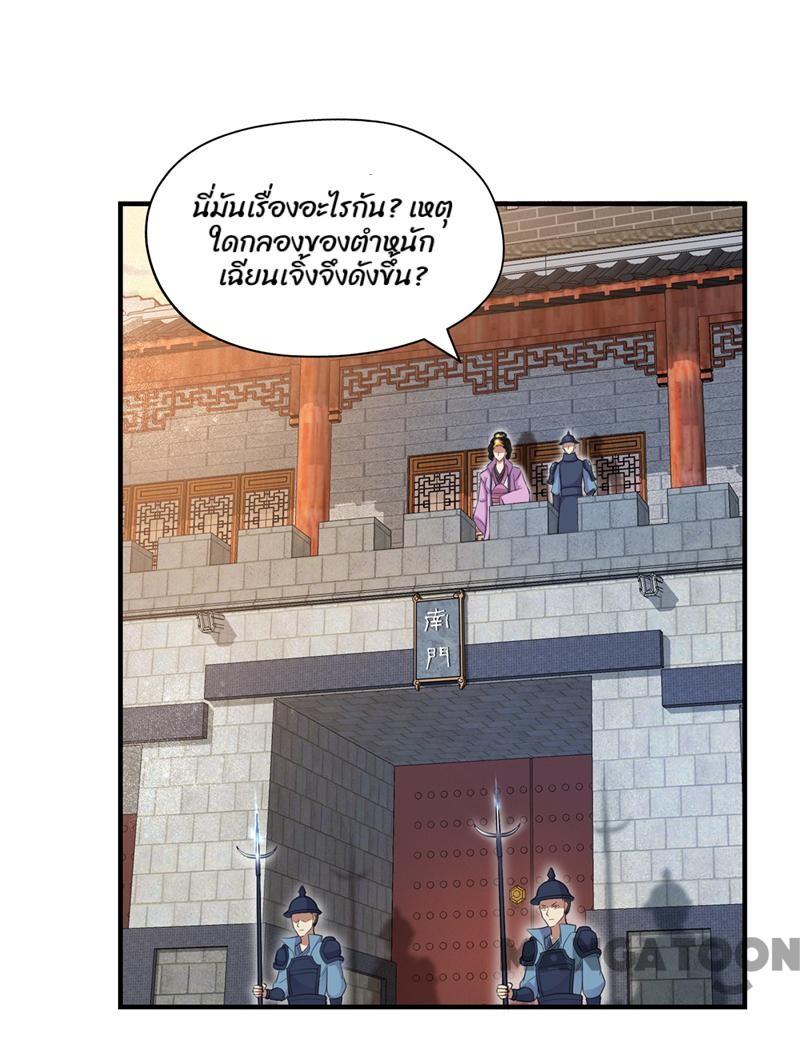 นี่มันเรื่องอะไรกัน? เหตุ
ใดกลองของตำหนัก
เฉียนเจิ้งจึงดังขึ้น?
南
門
MANGATOON